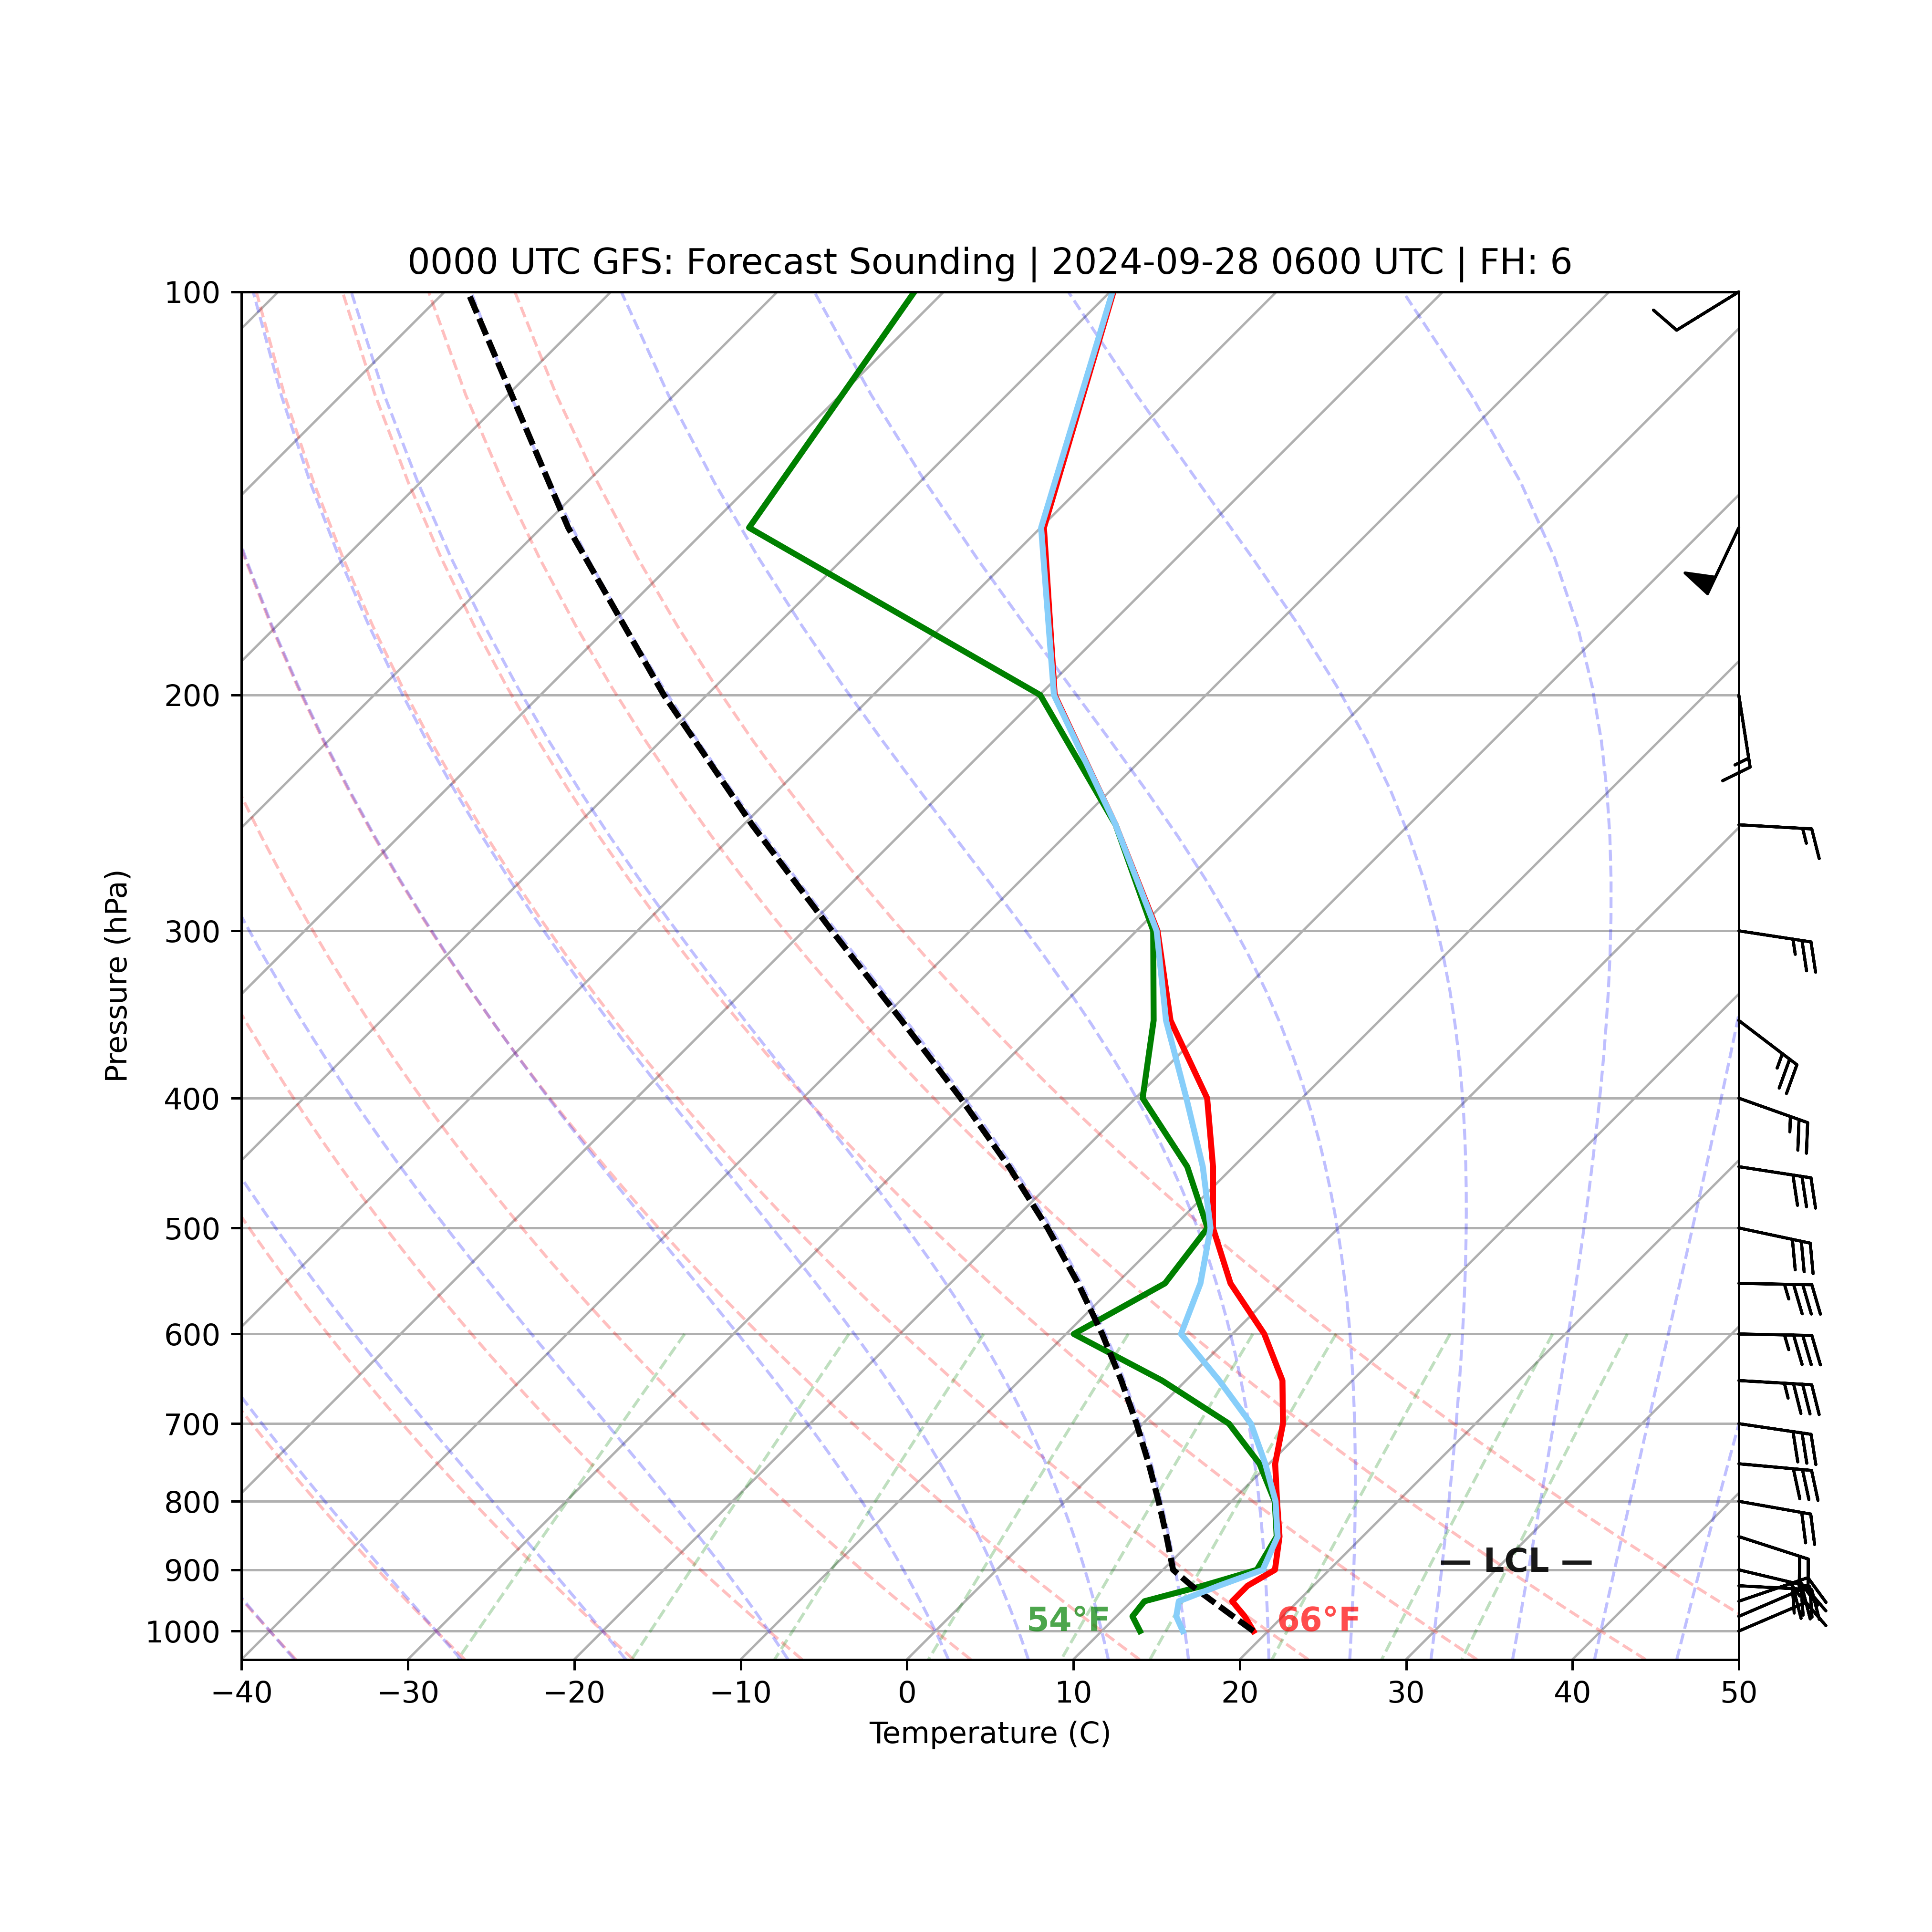 0000 UTC GFS: Forecast Sounding | 2024-09-28 0600 UTC | FH: 6
100
200
300
400
500
600
700
800
900
1000
Pressure (hPa)
— LCL —
54°F
66°F
−40 −30 −20 −10 0 10 20 30 40 50
Temperature (C)